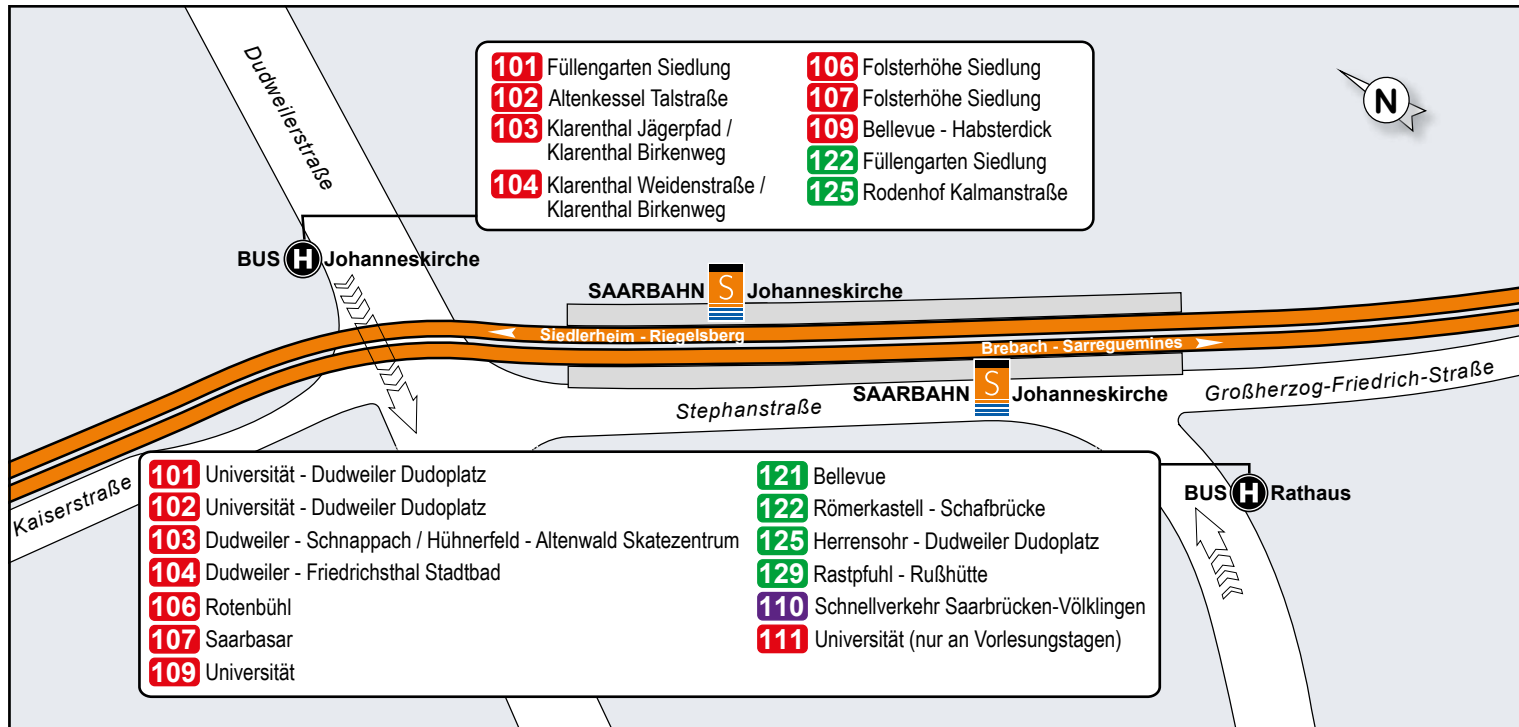 Dudweilerstraße
101 Füllengarten Siedlung
102 Altenkessel Talstraße
103 Klarenthal Jägerpfad /
Klarenthal Birkenweg
104 Klarenthal Weidenstraße /
Klarenthal Birkenweg
106 Folsterhöhe Siedlung
107 Folsterhöhe Siedlung
109 Bellevue - Habsterdick
122 Füllengarten Siedlung
125 Rodenhof Kalmanstraße
N
BUS H Johanneskirche
SAARBAHN S Johanneskirche
Siedlerheim - Riegelsberg
Brebach - Sarreguemines
SAARBAHN S Johanneskirche
Stephanstraße
Großherzog-Friedrich-Straße
Kaiserstraße
101 Universität - Dudweiler Dudoplatz
102 Universität - Dudweiler Dudoplatz
103 Dudweiler - Schnappach / Hühnerfeld - Altenwald Skatezentrum
104 Dudweiler - Friedrichsthal Stadtbad
106 Rotenbühl
107 Saarbasar
109 Universität
121 Bellevue
122 Römerkastell - Schafbrücke
125 Herrensohr - Dudweiler Dudoplatz
129 Rastpfuhl - Rußhütte
110 Schnellverkehr Saarbrücken-Völklingen
111 Universität (nur an Vorlesungstagen)
BUS H Rathaus